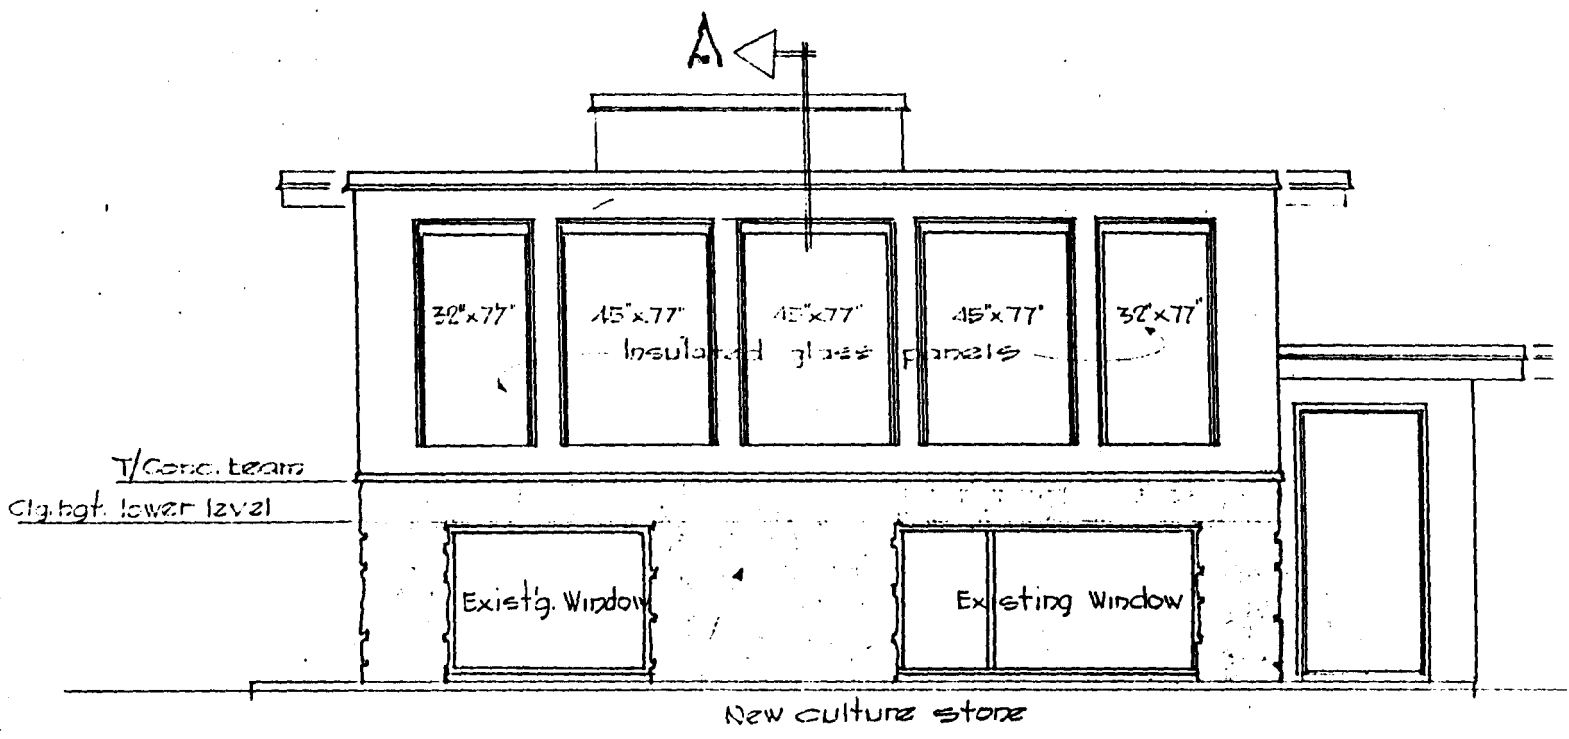 A
32"x77"
45"x77"
45"x77"
45"x77"
32"x77"
Insulated glass panels
T/Conc. beam
Clg. hgt. lower level
Exist'g. Window
Existing Window
New culture stone